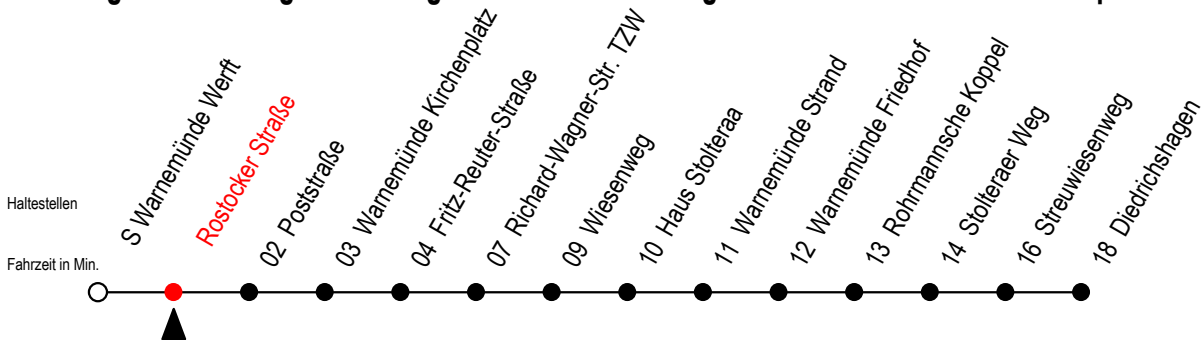 S Warnemünde Werft
Rostocker Straße
02 Poststraße
03 Warnemünde Kirchenplatz
04 Fritz-Reuter-Straße
07 Richard-Wagner-Str. TZW
09 Wiesenweg
10 Haus Stolteraa
11 Warnemünde Strand
12 Warnemünde Friedhof
13 Rohrmannsche Koppel
14 Stolteraer Weg
16 Streuwiesenweg
18 Diedrichshagen
Haltestellen
Fahrzeit in Min.